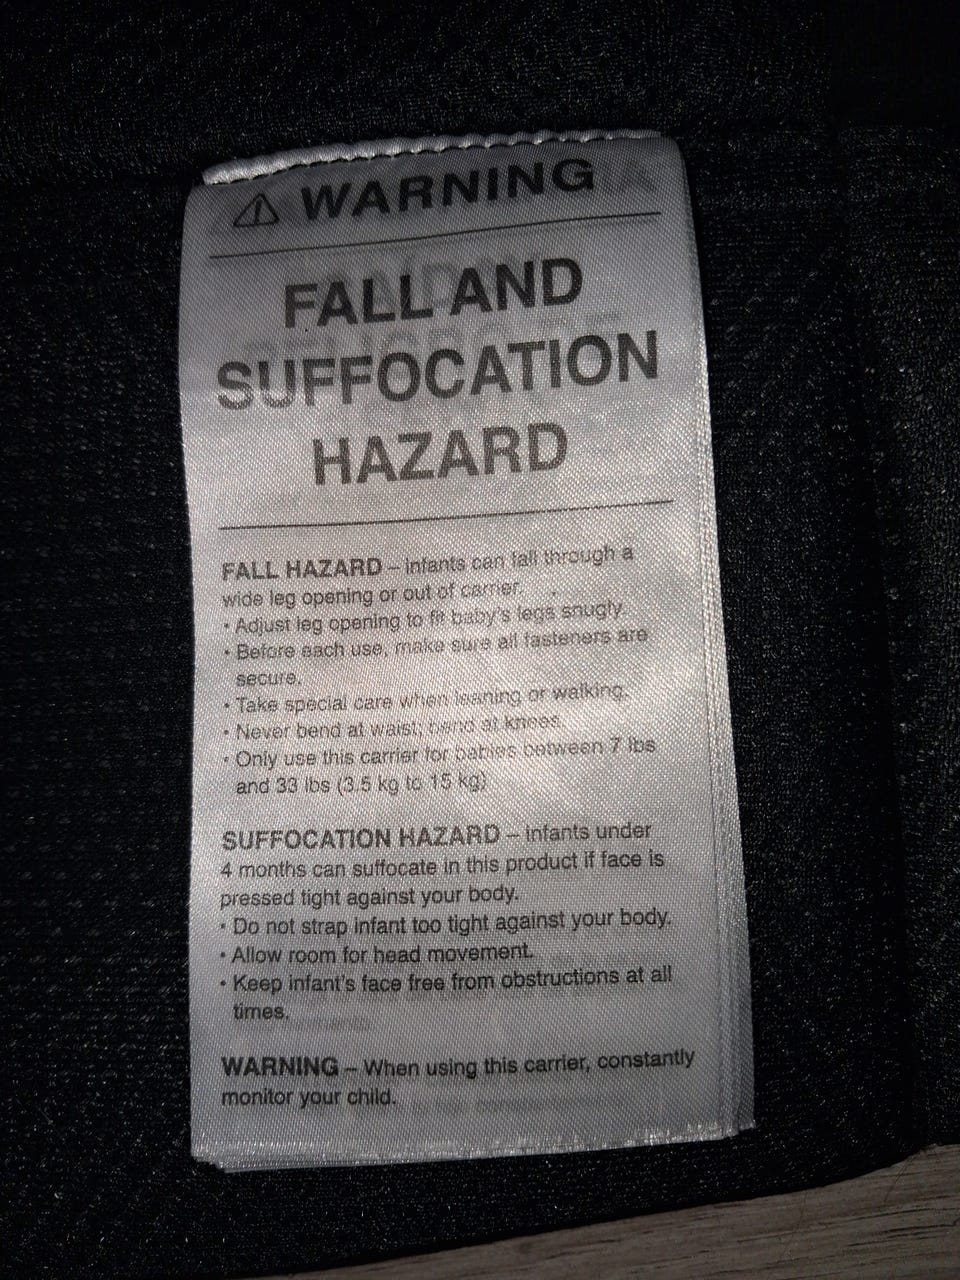 ⚠ WARNING
FALL AND
SUFFOCATION
HAZARD
FALL HAZARD – infants can fall through a
wide leg opening or out of carrier.
• Adjust leg opening to fit baby's legs snugly.
• Before each use, make sure all fasteners are
secure.
• Take special care when leaning or walking.
• Never bend at waist; bend at knees.
• Only use this carrier for babies between 7 lbs
and 33 lbs (3.5 kg to 15 kg)
SUFFOCATION HAZARD – infants under
4 months can suffocate in this product if face is
pressed tight against your body.
• Do not strap infant too tight against your body.
• Allow room for head movement.
• Keep infant's face free from obstructions at all
times.
WARNING – When using this carrier, constantly
monitor your child.